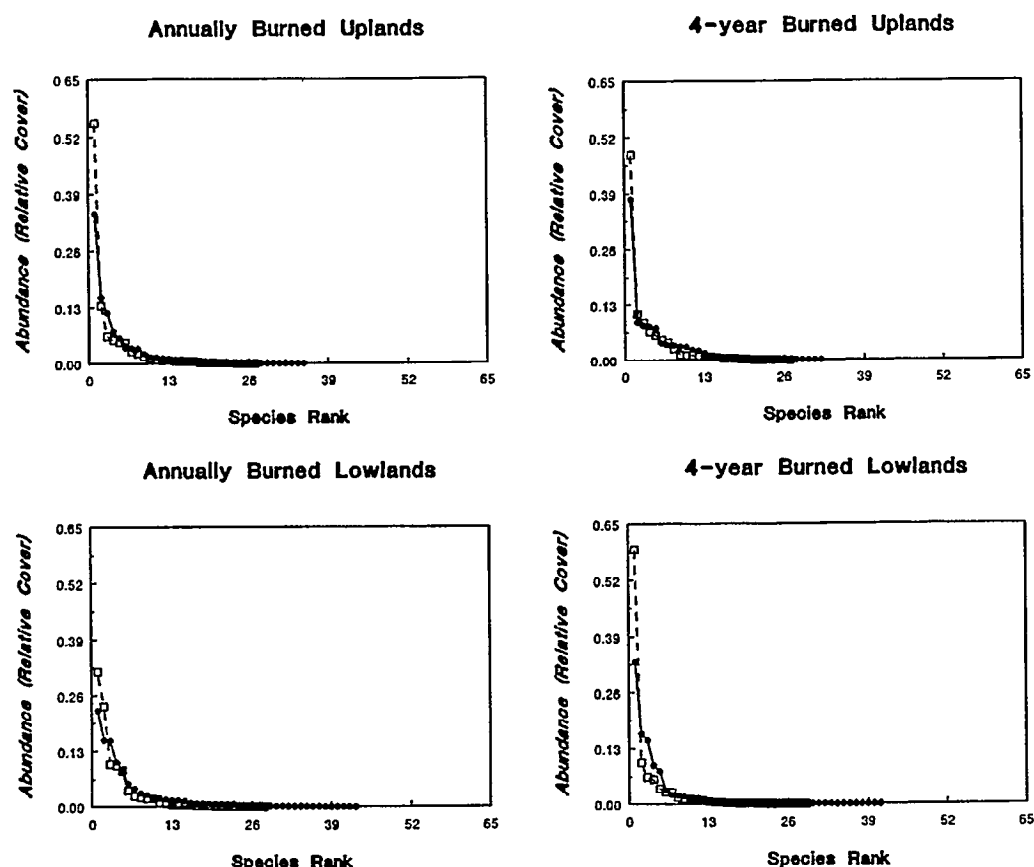 Annually Burned Uplands
4-year Burned Uplands
Abundance (Relative Cover)
0.65
0.52
0.39
0.26
0.13
0.00
0 13 26 39 52 65
Species Rank
Abundance (Relative Cover)
0.65
0.52
0.39
0.26
0.13
0.00
0 13 26 39 52 65
Species Rank
Annually Burned Lowlands
4-year Burned Lowlands
Abundance (Relative Cover)
0.65
0.52
0.39
0.26
0.13
0.00
0 13 26 39 52 65
Species Rank
Abundance (Relative Cover)
0.65
0.52
0.39
0.26
0.13
0.00
0 13 26 39 52 65
Species Rank